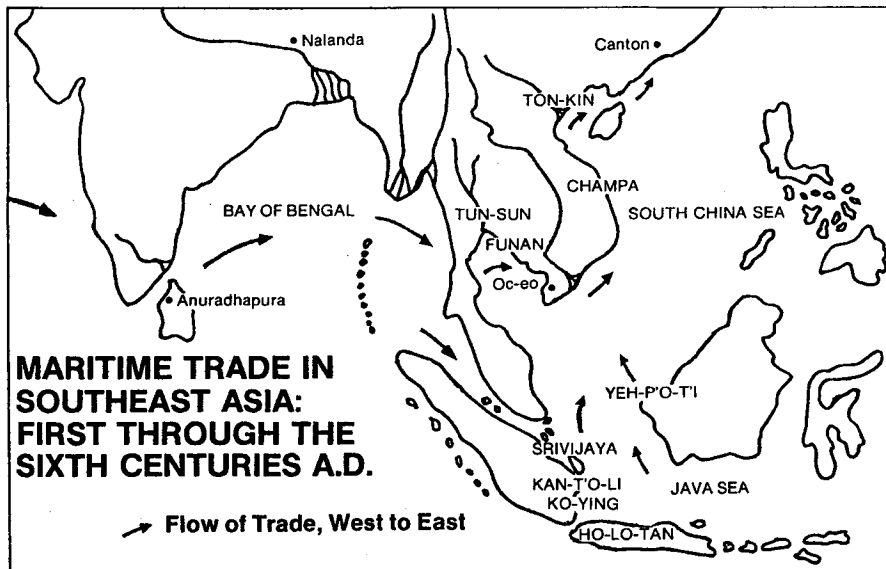 Nalanda
Canton
TON-KIN
CHAMPA
BAY OF BENGAL
TUN-SUN
SOUTH CHINA SEA
FUNAN
Oc-eo
Anuradhapura
MARITIME TRADE IN
SOUTHEAST ASIA:
FIRST THROUGH THE
SIXTH CENTURIES A.D.
YEH-P'O-T'I
SRIVIJAYA
KAN-T'O-LI
KO-YING
JAVA SEA
Flow of Trade, West to East
HO-LO-TAN